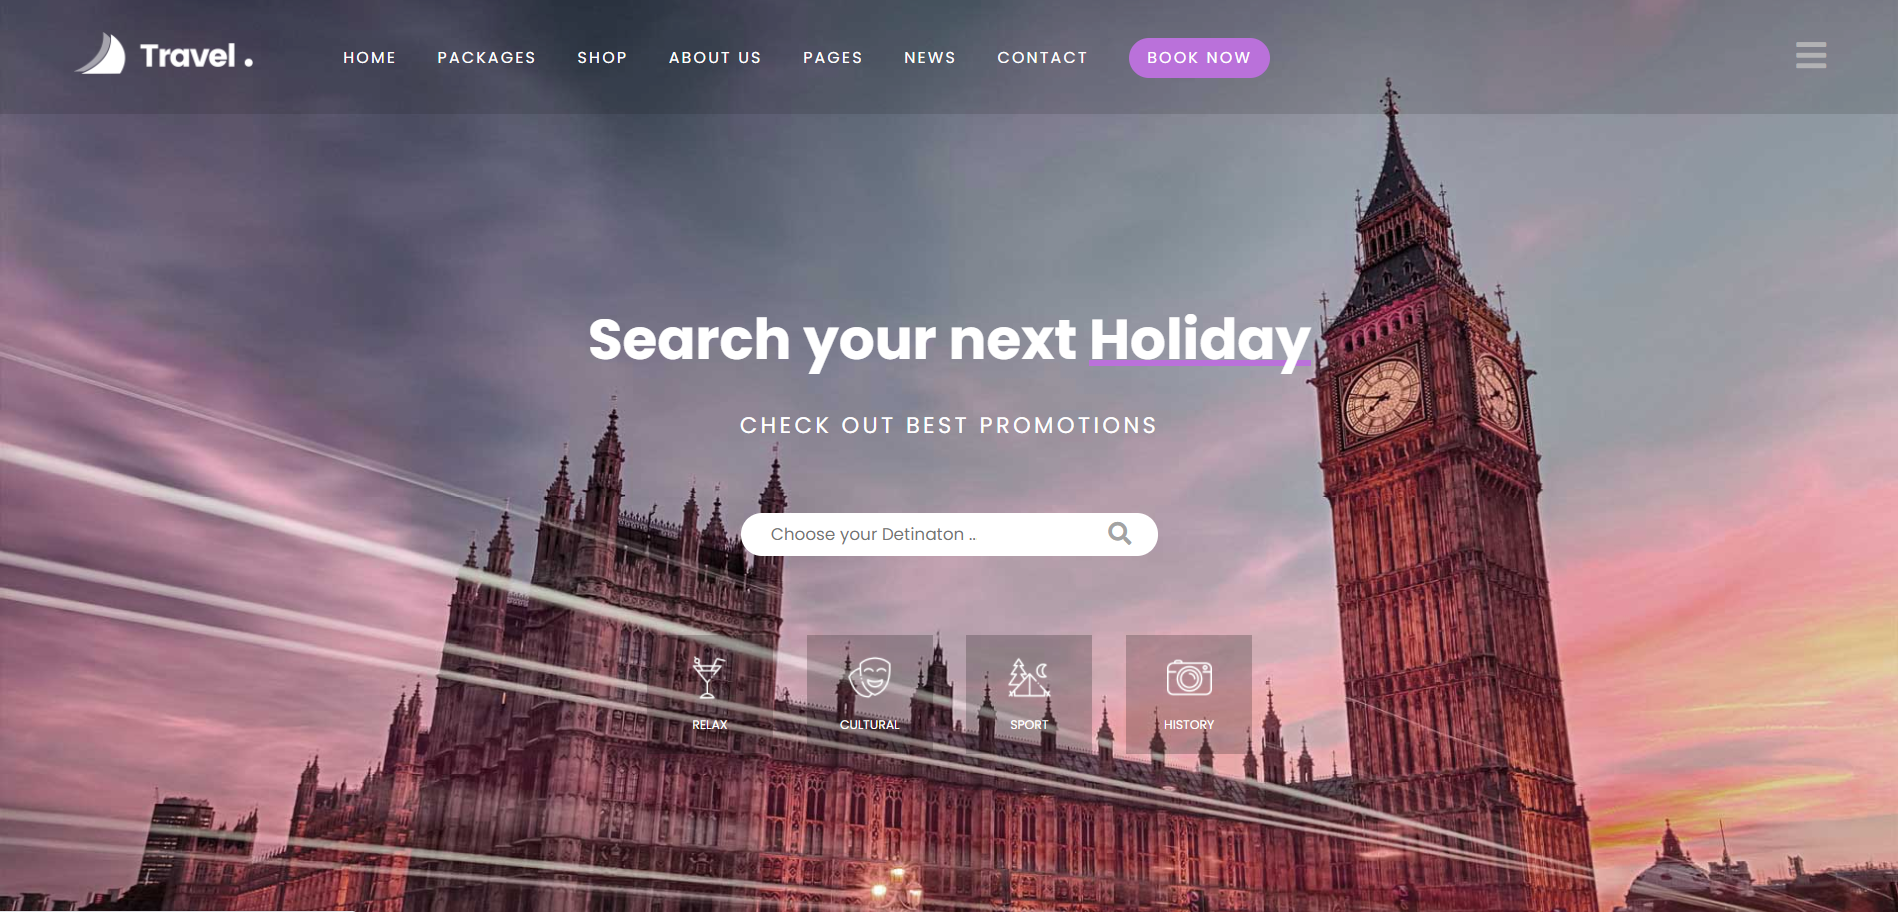 Travel .
HOME PACKAGES SHOP ABOUT US PAGES NEWS CONTACT BOOK NOW
Search your next Holiday
CHECK OUT BEST PROMOTIONS
Choose your Detinaton ..
RELAX CULTURAL SPORT HISTORY